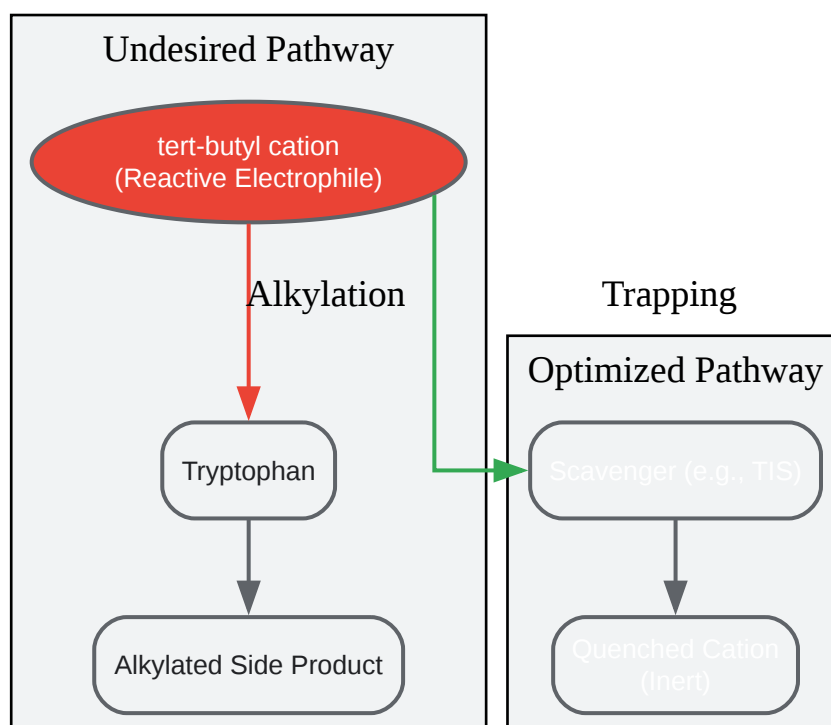 Undesired Pathway
tert-butyl cation
(Reactive Electrophile)
Alkylation
Trapping
Optimized Pathway
Tryptophan
Scavenger (e.g., TIS)
Alkylated Side Product
Quenched Cation
(Inert)